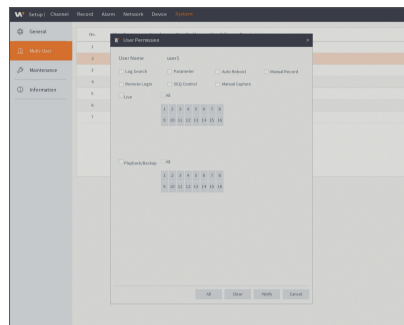 Setup| Channel Record Alarm Network Device System
General
Multi-User
Maintenance
Information
No.
1
2
3
4
5
6
7
User Permission ×
User Name user1
Log Search Parameter Auto Reboot Manual Record
Remote Login SEQ Control Manual Capture
Live All
1 2 3 4 5 6 7 8
9 10 11 12 13 14 15 16
Playback/Backup All
1 2 3 4 5 6 7 8
9 10 11 12 13 14 15 16
All Clear Modify Cancel